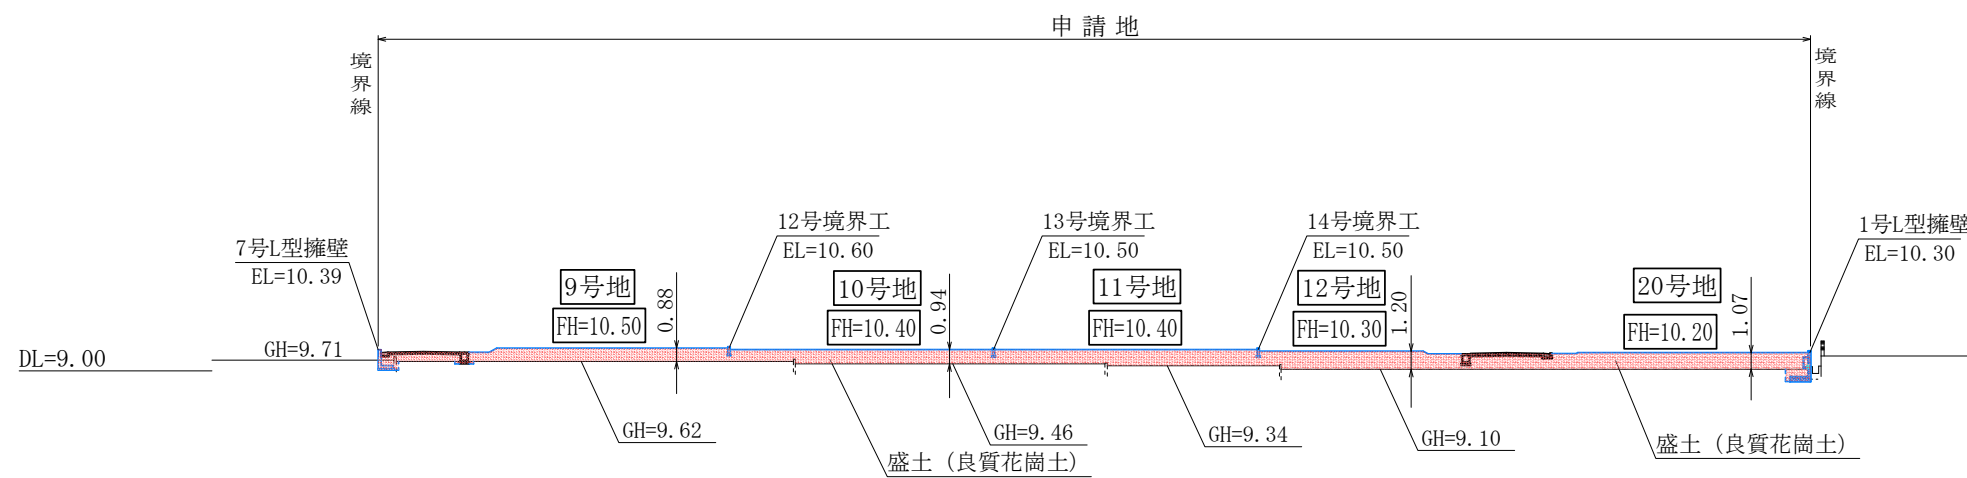 申請地
境界線
境界線
7号L型擁壁
EL=10.39
12号境界工
EL=10.60
13号境界工
EL=10.50
14号境界工
EL=10.50
1号L型擁壁
EL=10.30
9号地
FH=10.50
0.88
10号地
FH=10.40
0.94
11号地
FH=10.40
12号地
FH=10.30
1.20
20号地
FH=10.20
1.07
DL=9.00
GH=9.71
GH=9.62
盛土（良質花崗土）
GH=9.46
GH=9.34
GH=9.10
盛土（良質花崗土）